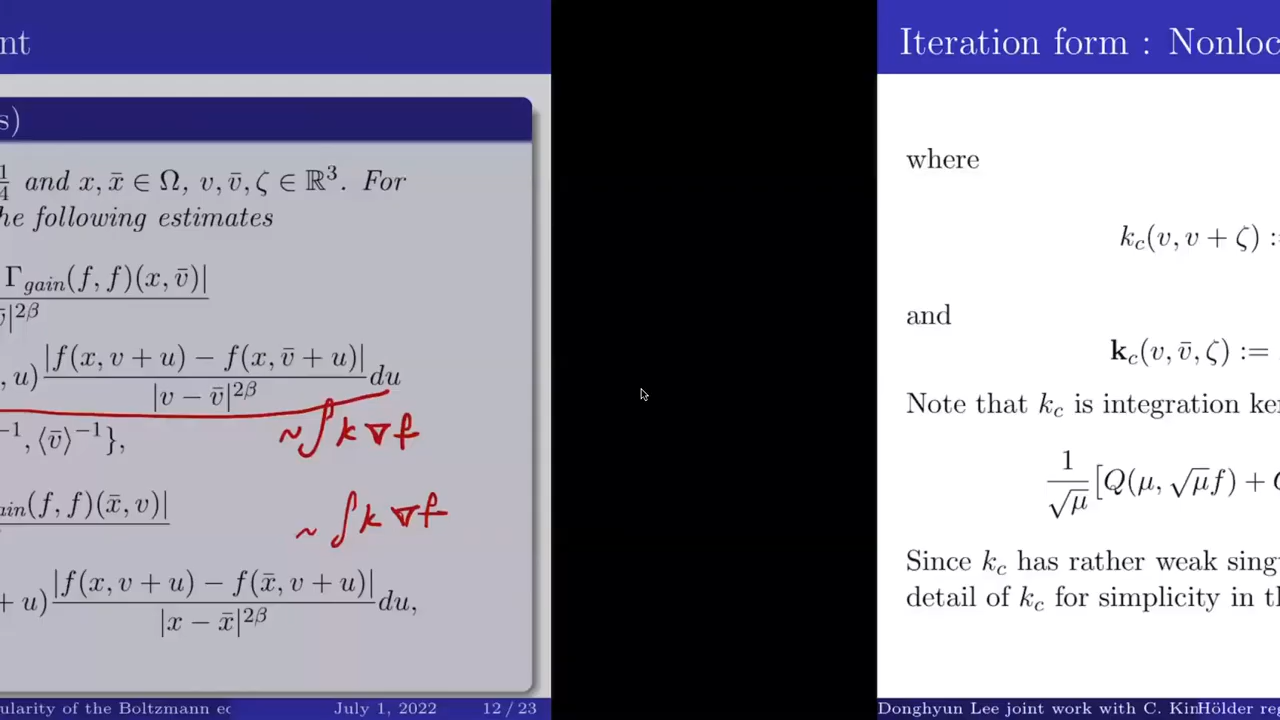 nt
s)
1/4 and x, x̄ ∈ Ω, v, v̄, ζ ∈ ℝ³. For
he following estimates
Γ_gain(f, f)(x, v̄)|
v̄|^{2β}
, u) |f(x, v + u) − f(x, v̄ + u)| / |v − v̄|^{2β} du
⁻¹, ⟨v̄⟩⁻¹},
~ ∫ k ∇f
ain(f, f)(x̄, v)|
~ ∫ k ∇f
+ u) |f(x, v + u) − f(x̄, v + u)| / |x − x̄|^{2β} du,
July 1, 2022
12 / 23
Iteration form : Nonloc
where
k_c(v, v + ζ) :
and
𝐤_c(v, v̄, ζ) :=
Note that k_c is integration ke
1/√μ [Q(μ, √μf) +
Since k_c has rather weak sing
detail of k_c for simplicity in t
gularity of the Boltzmann
Donghyun Lee joint work with C. Kim
Hölder re